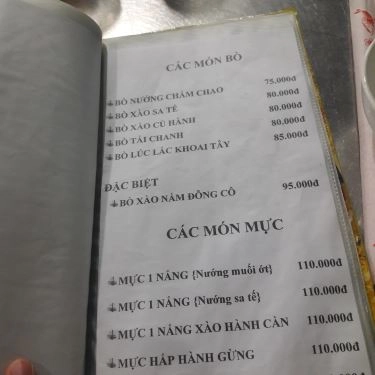 CÁC MÓN BÒ
BÒ NƯỚNG CHẤM CHAO 75.000đ
BÒ XÀO SA TẾ 80.000đ
BÒ XÀO CỦ HÀNH 80.000đ
BÒ TÁI CHANH 80.000đ
BÒ LÚC LẮC KHOAI TÂY 85.000đ
ĐẶC BIỆT
BÒ XÀO NẤM ĐÔNG CÔ 95.000đ
CÁC MÓN MỰC
MỰC 1 NẮNG {Nướng muối ớt} 110.000đ
MỰC 1 NẮNG {Nướng sa tế} 110.000đ
MỰC 1 NẮNG XÀO HÀNH CẦN 110.000đ
MỰC HẤP HÀNH GỪNG 110.000đ